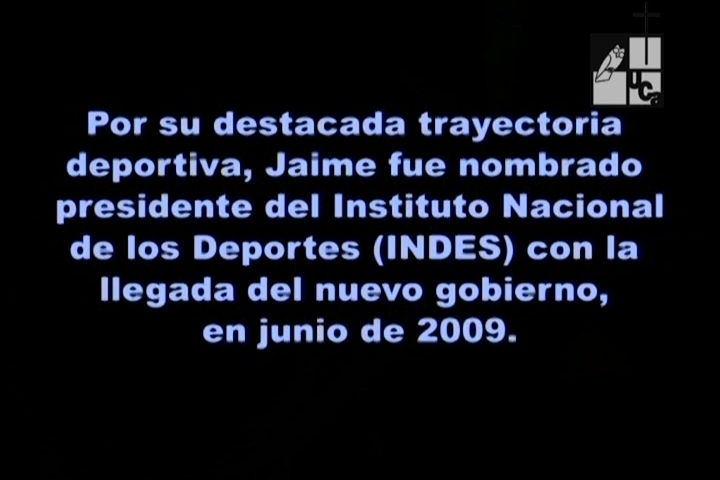 UCa
Por su destacada trayectoria
deportiva, Jaime fue nombrado
presidente del Instituto Nacional
de los Deportes (INDES) con la
llegada del nuevo gobierno,
en junio de 2009.